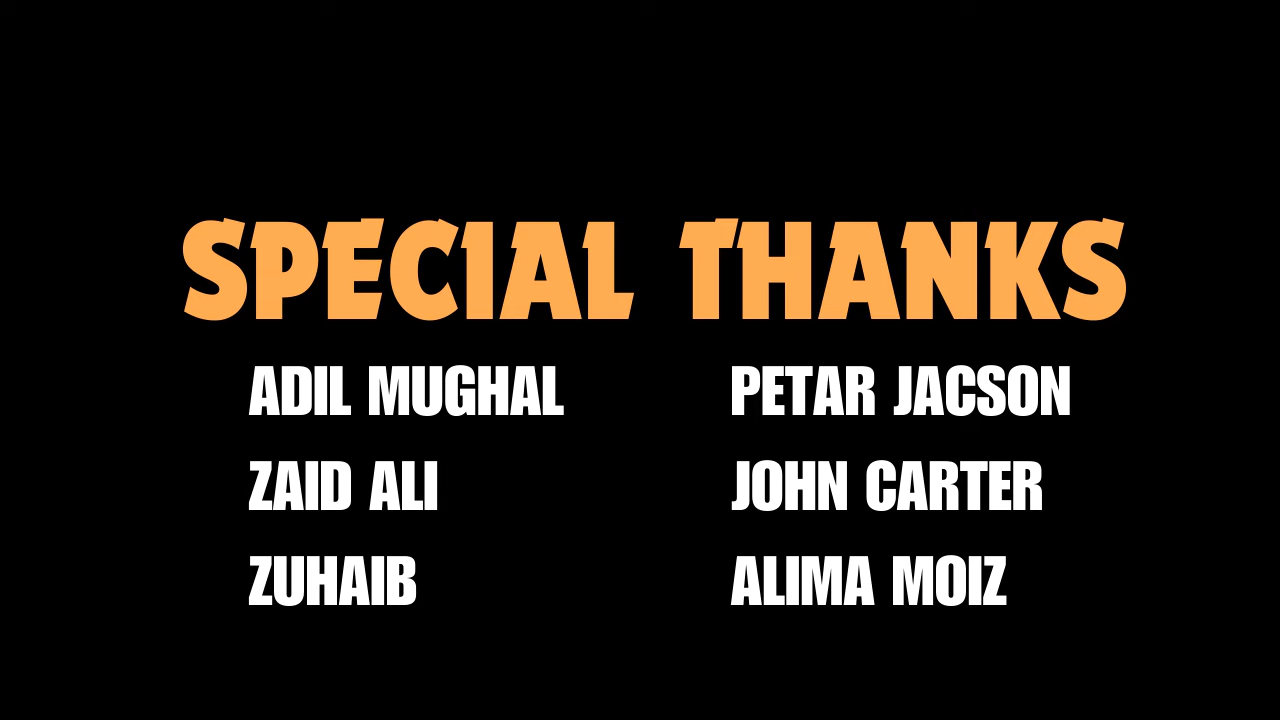 SPECIAL THANKS
ADIL MUGHAL
PETAR JACSON
ZAID ALI
JOHN CARTER
ZUHAIB
ALIMA MOIZ